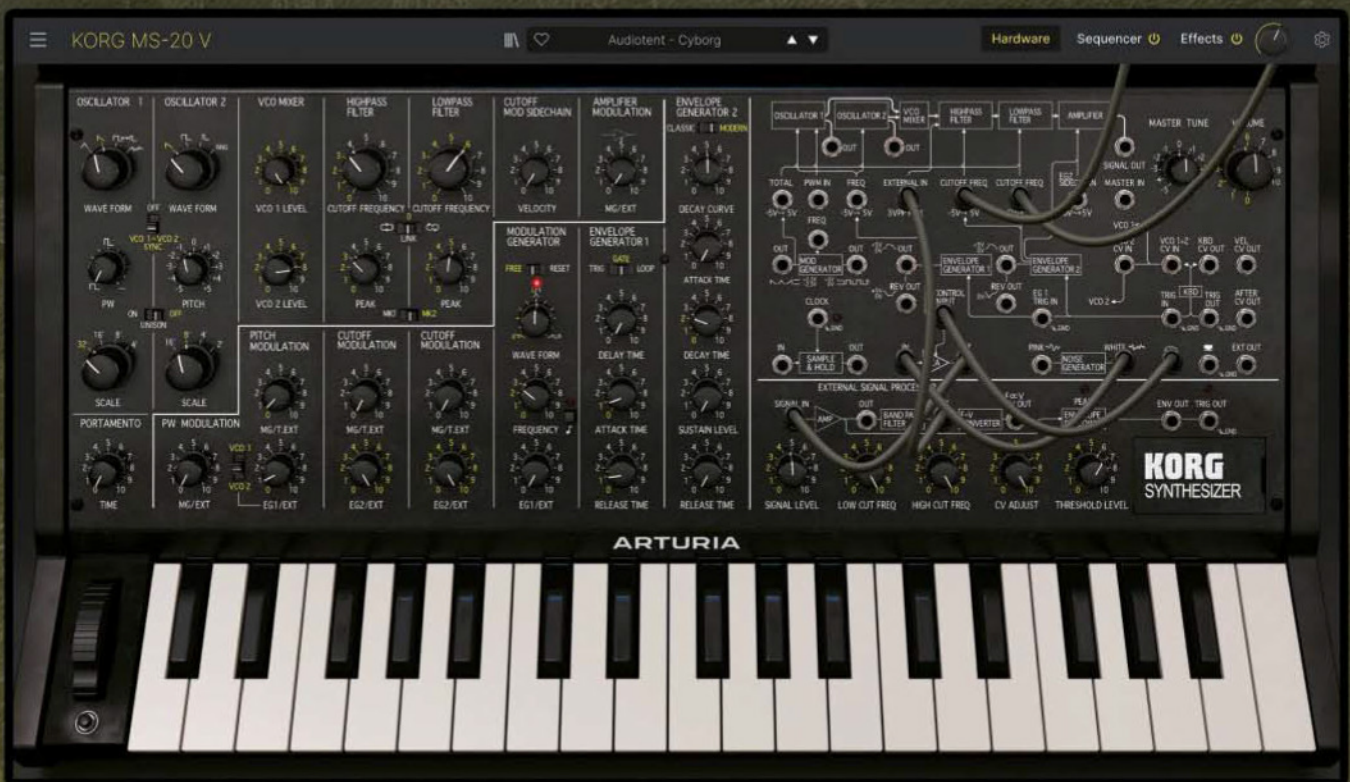 KORG MS-20 V
Audiotent - Cyborg
Hardware
Sequencer
Effects
OSCILLATOR 1
OSCILLATOR 2
VCO MIXER
HIGHPASS FILTER
LOWPASS FILTER
CUTOFF MOD SIDECHAIN
AMPLIFIER MODULATION
ENVELOPE GENERATOR 2
CLASSIC
MODERN
WAVE FORM
OFF
WAVE FORM
VCO 1 LEVEL
CUTOFF FREQUENCY
CUTOFF FREQUENCY
VELOCITY
MG/EXT
DECAY CURVE
VCO 1>VCO 2 SYNC
LINK
MODULATION GENERATOR
ENVELOPE GENERATOR 1
FREE
RESET
TRIG
GATE
LOOP
PW
PITCH
VCO 2 LEVEL
PEAK
PEAK
ATTACK TIME
ON
OFF
UNISON
MK1
MK2
PITCH MODULATION
CUTOFF MODULATION
CUTOFF MODULATION
WAVE FORM
DELAY TIME
DECAY TIME
SCALE
SCALE
MG/T.EXT
MG/T.EXT
MG/T.EXT
FREQUENCY
ATTACK TIME
SUSTAIN LEVEL
PORTAMENTO
PW MODULATION
VCO 1
VCO 2
TIME
MG/EXT
EG1/EXT
EG2/EXT
EG2/EXT
EG1/EXT
RELEASE TIME
RELEASE TIME
OSCILLATOR 1
OSCILLATOR 2
VCO MIXER
HIGHPASS FILTER
LOWPASS FILTER
AMPLIFIER
MASTER TUNE
VOLUME
OUT
OUT
SIGNAL OUT
TOTAL
PWM IN
FREQ
EXTERNAL IN
CUTOFF FREQ
CUTOFF FREQ
MASTER IN
-5V~5V
FREQ
OUT
MOD GENERATOR
OUT
OUT
ENVELOPE GENERATOR 1
OUT
ENVELOPE GENERATOR 2
CV IN
VCO 1+2 CV IN
KBD CV OUT
VEL CV OUT
REV OUT
REV OUT
EG 1 TRIG IN
VCO 2
TRIG IN
KBD
TRIG OUT
AFTER CV OUT
CLOCK
GND
IN
SAMPLE & HOLD
OUT
PINK
NOISE GENERATOR
WHITE
EXT OUT
EXTERNAL SIGNAL
SIGNAL IN
AMP
OUT
ENV OUT
TRIG OUT
SIGNAL LEVEL
LOW CUT FREQ
HIGH CUT FREQ
CV ADJUST
THRESHOLD LEVEL
KORG
SYNTHESIZER
ARTURIA